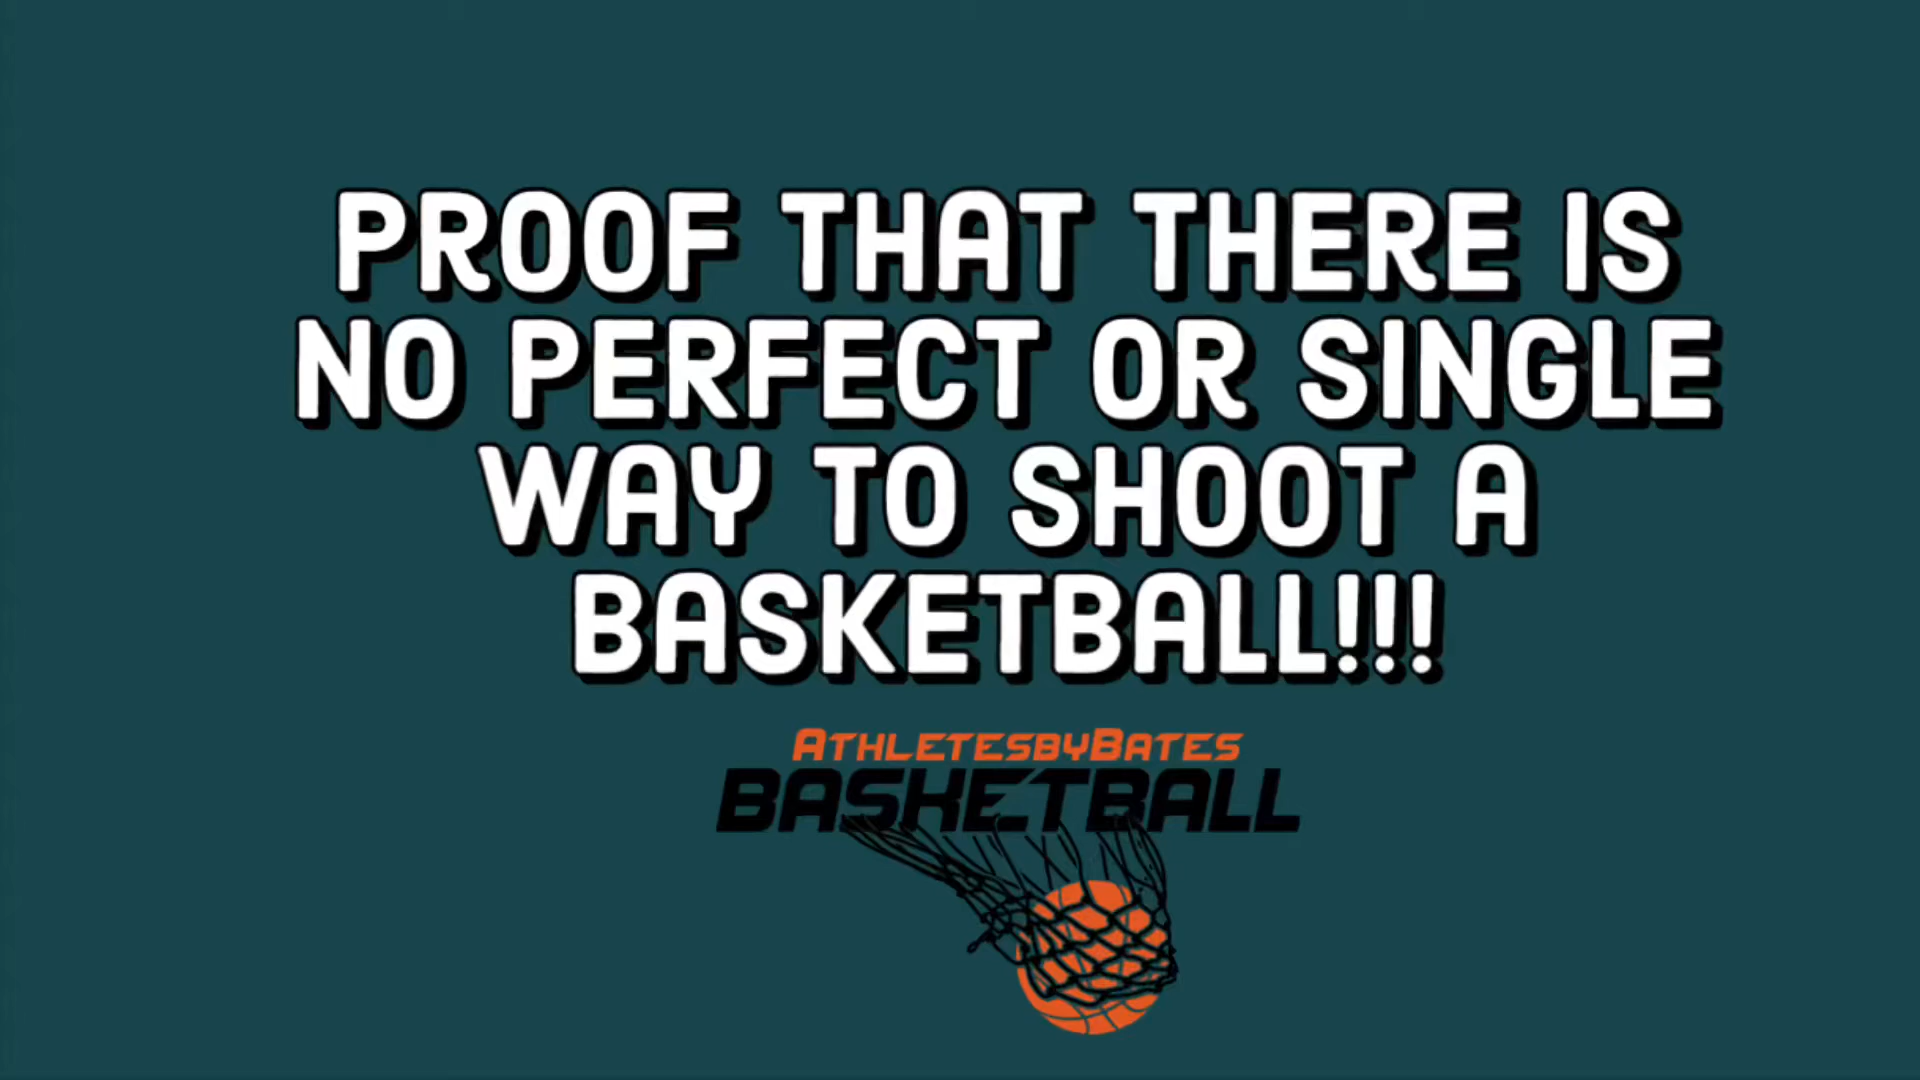 PROOF THAT THERE IS
NO PERFECT OR SINGLE
WAY TO SHOOT A
BASKETBALL!!!
ATHLETESBYBATES
BASKETBALL